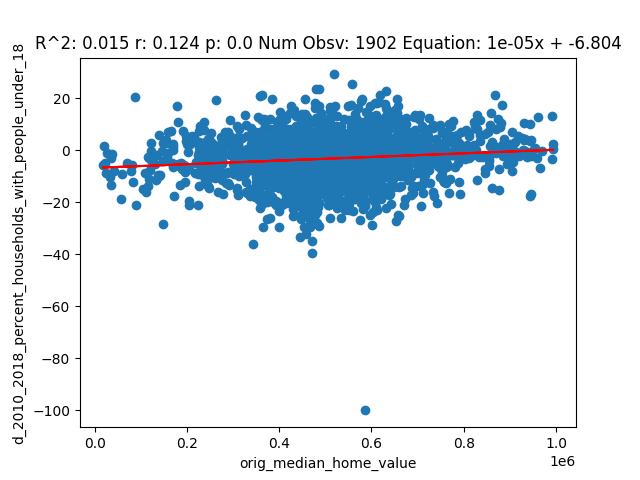 R^2: 0.015 r: 0.124 p: 0.0 Num Obsv: 1902 Equation: 1e-05x + -6.804
d_2010_2018_percent_households_with_people_under_18
20
0
−20
−40
−60
−80
−100
0.0 0.2 0.4 0.6 0.8 1.0
1e6
orig_median_home_value